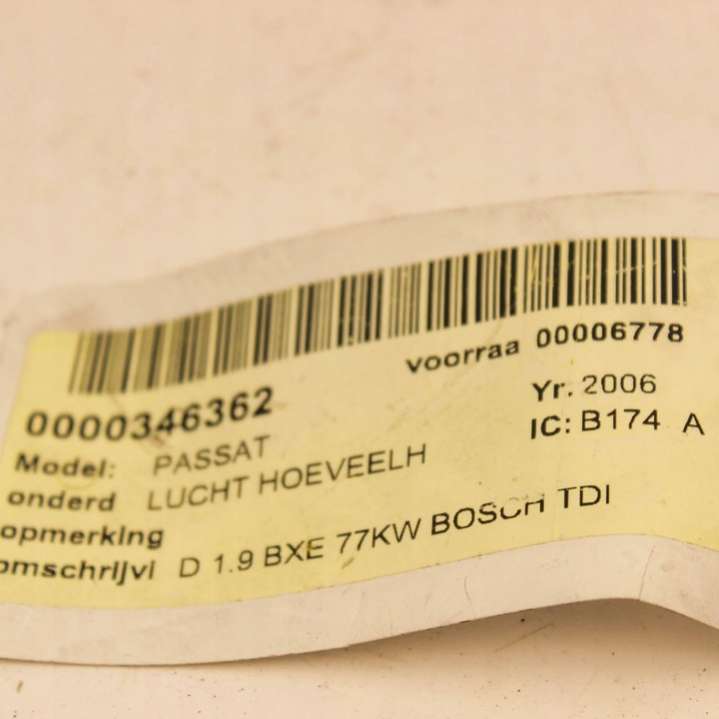 voorraa 00006778
0000346362
Yr. 2006
Model: PASSAT
IC: B174 A
onderd LUCHT HOEVEELH
opmerking
omschrijvi D 1.9 BXE 77KW BOSCH TDI